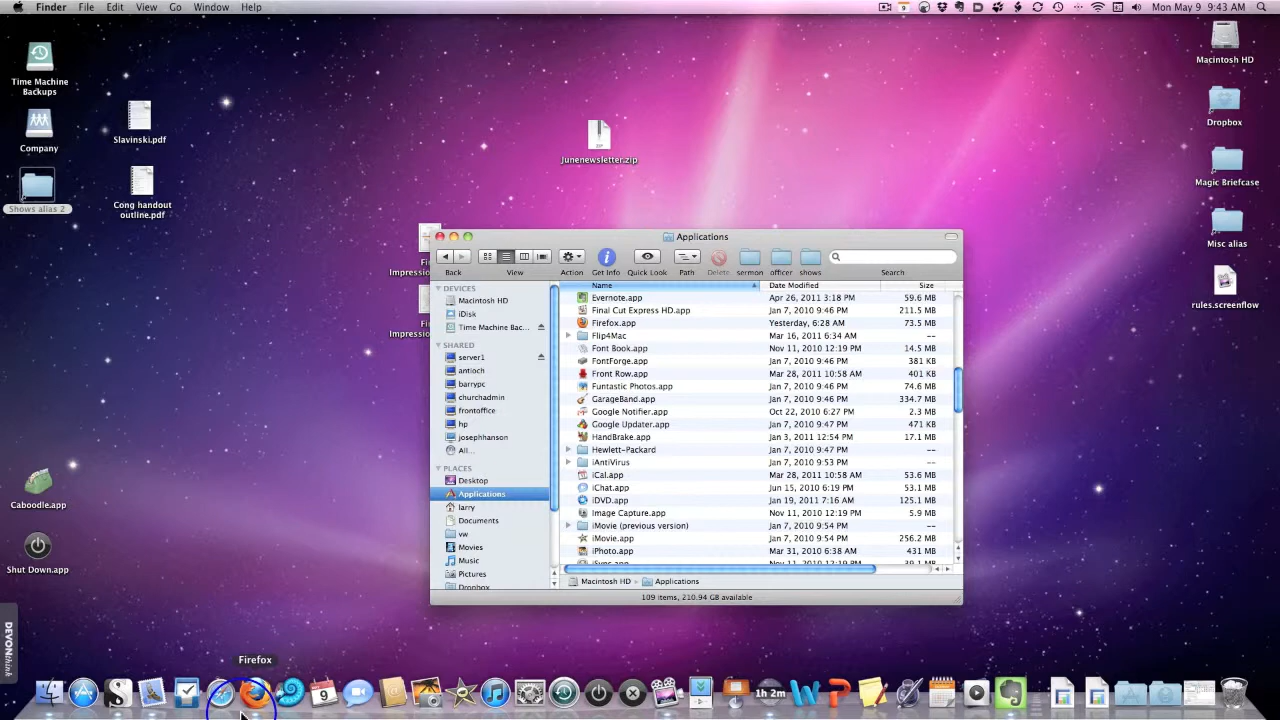 Finder File Edit View Go Window Help
9
Mon May 9 9:43 AM
Time Machine
Backups
Company
Shows alias 2
Slavinski.pdf
Cong handout
outline.pdf
Junenewsletter.zip
ZIP
Macintosh HD
Dropbox
Magic Briefcase
Misc alias
rules.screenflow
Caboodle.app
Shut Down.app
DEVONthink
Impression
Impression
Applications
Back
View
Action
Get Info
Quick Look
Path
Delete
sermon
officer
shows
Search
DEVICES
Macintosh HD
iDisk
Time Machine Bac...
SHARED
server1
antioch
barrypc
churchadmin
frontoffice
hp
josephhanson
All...
PLACES
Desktop
Applications
larry
Documents
vw
Movies
Music
Pictures
Dropbox
Name Date Modified Size
Evernote.app Apr 26, 2011 3:18 PM 59.6 MB
Final Cut Express HD.app Jan 7, 2010 9:46 PM 211.5 MB
Firefox.app Yesterday, 6:28 AM 73.5 MB
Flip4Mac Mar 16, 2011 6:34 AM --
Font Book.app Nov 11, 2010 12:19 PM 14.5 MB
FontForge.app Jan 7, 2010 9:46 PM 381 KB
Front Row.app Mar 28, 2011 10:58 AM 401 KB
Funtastic Photos.app Jan 7, 2010 9:46 PM 74.6 MB
GarageBand.app Jan 7, 2010 9:46 PM 334.7 MB
Google Notifier.app Oct 22, 2010 6:27 PM 2.3 MB
Google Updater.app Jan 7, 2010 9:47 PM 471 KB
HandBrake.app Jan 3, 2011 12:54 PM 17.1 MB
Hewlett-Packard Jan 7, 2010 9:47 PM --
iAntiVirus Jan 7, 2010 9:53 PM --
iCal.app Mar 28, 2011 10:58 AM 53.6 MB
iChat.app Jun 15, 2010 6:19 PM 53.1 MB
iDVD.app Jan 19, 2011 7:16 AM 125.1 MB
Image Capture.app Nov 11, 2010 12:19 PM 5.9 MB
iMovie (previous version) Jan 7, 2010 9:54 PM --
iMovie.app Jan 7, 2010 9:54 PM 256.2 MB
iPhoto.app Mar 31, 2010 6:38 AM 431 MB
iSync.app Nov 11, 2010 12:19 PM 39.1 MB
Macintosh HD Applications
109 items, 210.94 GB available
Firefox
9
1h 2m